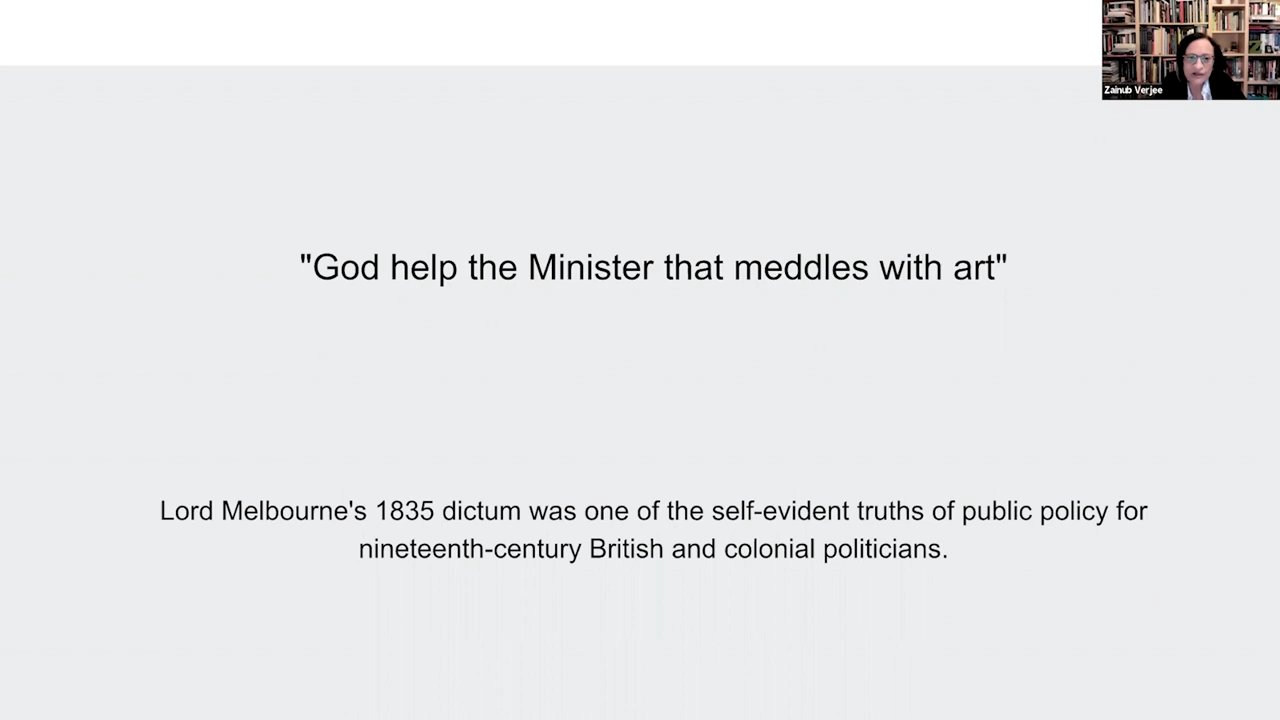 Zainub Verjee
"God help the Minister that meddles with art"
Lord Melbourne's 1835 dictum was one of the self-evident truths of public policy for
nineteenth-century British and colonial politicians.